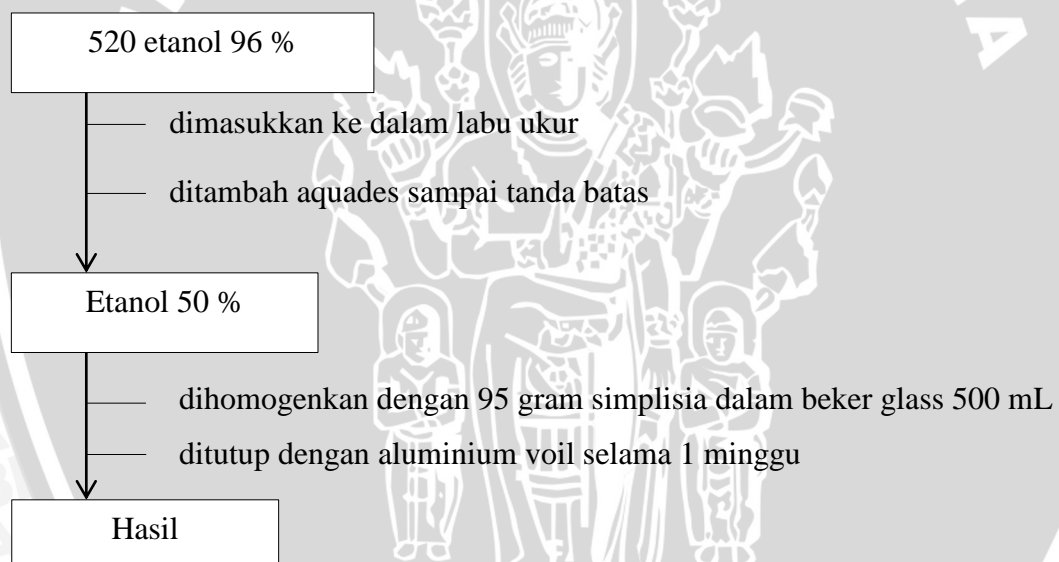 520 etanol 96 %
dimasukkan ke dalam labu ukur
ditambah aquades sampai tanda batas
Etanol 50 %
dihomogenkan dengan 95 gram simplisia dalam beker glass 500 mL
ditutup dengan aluminium voil selama 1 minggu
Hasil